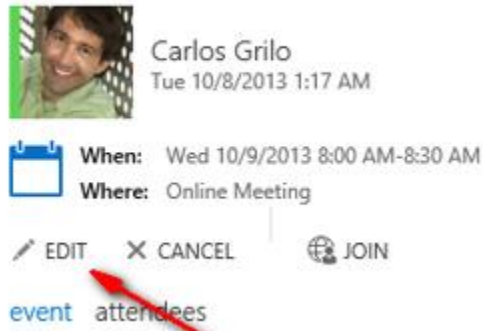 Carlos Grilo
Tue 10/8/2013 1:17 AM
When: Wed 10/9/2013 8:00 AM-8:30 AM
Where: Online Meeting
EDIT CANCEL JOIN
event attendees